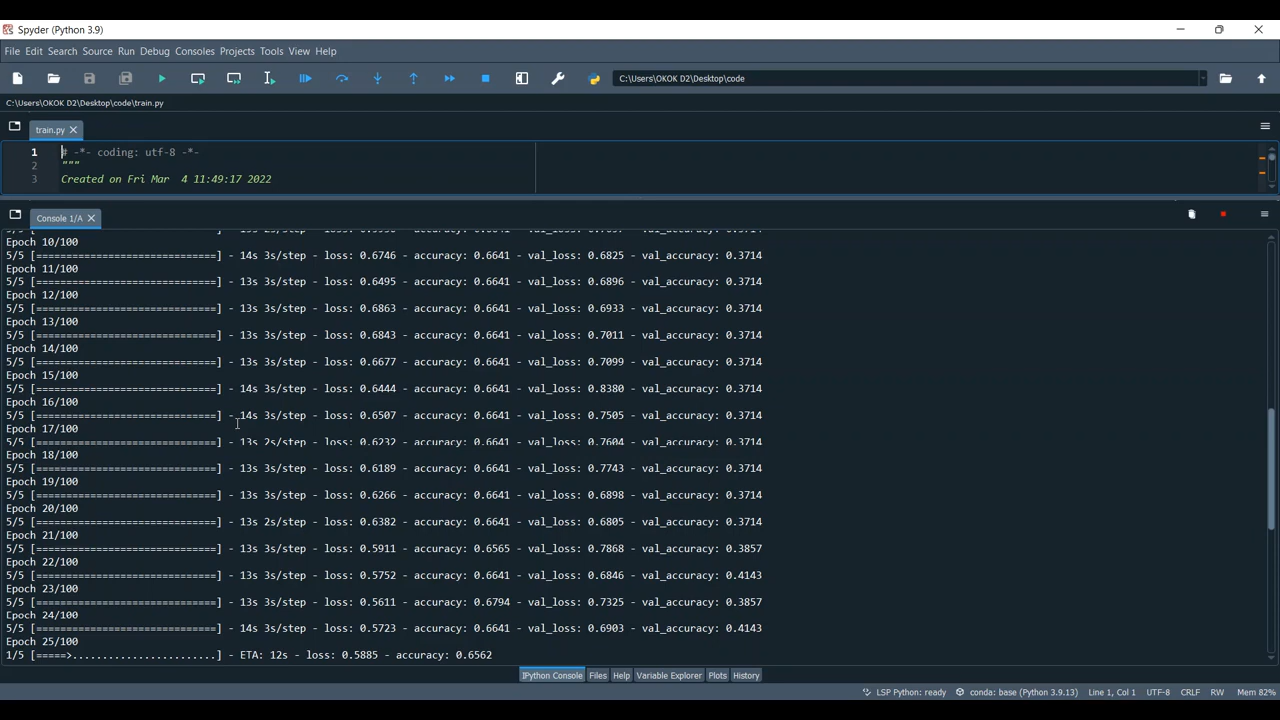 Spyder (Python 3.9)
File Edit Search Source Run Debug Consoles Projects Tools View Help
C:\Users\OKOK D2\Desktop\code
C:\Users\OKOK D2\Desktop\code\train.py
train.py
1 # -*- coding: utf-8 -*-
2 """
3 Created on Fri Mar  4 11:49:17 2022
Console 1/A
Epoch 10/100
5/5 [==============================] - 14s 3s/step - loss: 0.6746 - accuracy: 0.6641 - val_loss: 0.6825 - val_accuracy: 0.3714
Epoch 11/100
5/5 [==============================] - 13s 3s/step - loss: 0.6495 - accuracy: 0.6641 - val_loss: 0.6896 - val_accuracy: 0.3714
Epoch 12/100
5/5 [==============================] - 13s 3s/step - loss: 0.6863 - accuracy: 0.6641 - val_loss: 0.6933 - val_accuracy: 0.3714
Epoch 13/100
5/5 [==============================] - 13s 3s/step - loss: 0.6843 - accuracy: 0.6641 - val_loss: 0.7011 - val_accuracy: 0.3714
Epoch 14/100
5/5 [==============================] - 13s 3s/step - loss: 0.6677 - accuracy: 0.6641 - val_loss: 0.7099 - val_accuracy: 0.3714
Epoch 15/100
5/5 [==============================] - 14s 3s/step - loss: 0.6444 - accuracy: 0.6641 - val_loss: 0.8380 - val_accuracy: 0.3714
Epoch 16/100
5/5 [==============================] - 14s 3s/step - loss: 0.6507 - accuracy: 0.6641 - val_loss: 0.7505 - val_accuracy: 0.3714
Epoch 17/100
5/5 [==============================] - 13s 2s/step - loss: 0.6232 - accuracy: 0.6641 - val_loss: 0.7604 - val_accuracy: 0.3714
Epoch 18/100
5/5 [==============================] - 13s 3s/step - loss: 0.6189 - accuracy: 0.6641 - val_loss: 0.7743 - val_accuracy: 0.3714
Epoch 19/100
5/5 [==============================] - 13s 3s/step - loss: 0.6266 - accuracy: 0.6641 - val_loss: 0.6898 - val_accuracy: 0.3714
Epoch 20/100
5/5 [==============================] - 13s 2s/step - loss: 0.6382 - accuracy: 0.6641 - val_loss: 0.6805 - val_accuracy: 0.3714
Epoch 21/100
5/5 [==============================] - 13s 3s/step - loss: 0.5911 - accuracy: 0.6565 - val_loss: 0.7868 - val_accuracy: 0.3857
Epoch 22/100
5/5 [==============================] - 13s 3s/step - loss: 0.5752 - accuracy: 0.6641 - val_loss: 0.6846 - val_accuracy: 0.4143
Epoch 23/100
5/5 [==============================] - 13s 3s/step - loss: 0.5611 - accuracy: 0.6794 - val_loss: 0.7325 - val_accuracy: 0.3857
Epoch 24/100
5/5 [==============================] - 14s 3s/step - loss: 0.5723 - accuracy: 0.6641 - val_loss: 0.6903 - val_accuracy: 0.4143
Epoch 25/100
1/5 [=====>........................] - ETA: 12s - loss: 0.5885 - accuracy: 0.6562
IPython Console Files Help Variable Explorer Plots History
LSP Python: ready conda: base (Python 3.9.13) Line 1, Col 1 UTF-8 CRLF RW Mem 82%